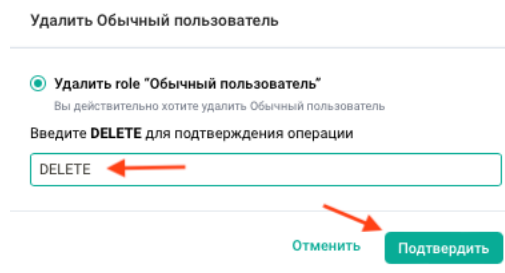 Удалить Обычный пользователь
Удалить role “Обычный пользователь”
Вы действительно хотите удалить Обычный пользователь
Введите DELETE для подтверждения операции
DELETE
Отменить Подтвердить